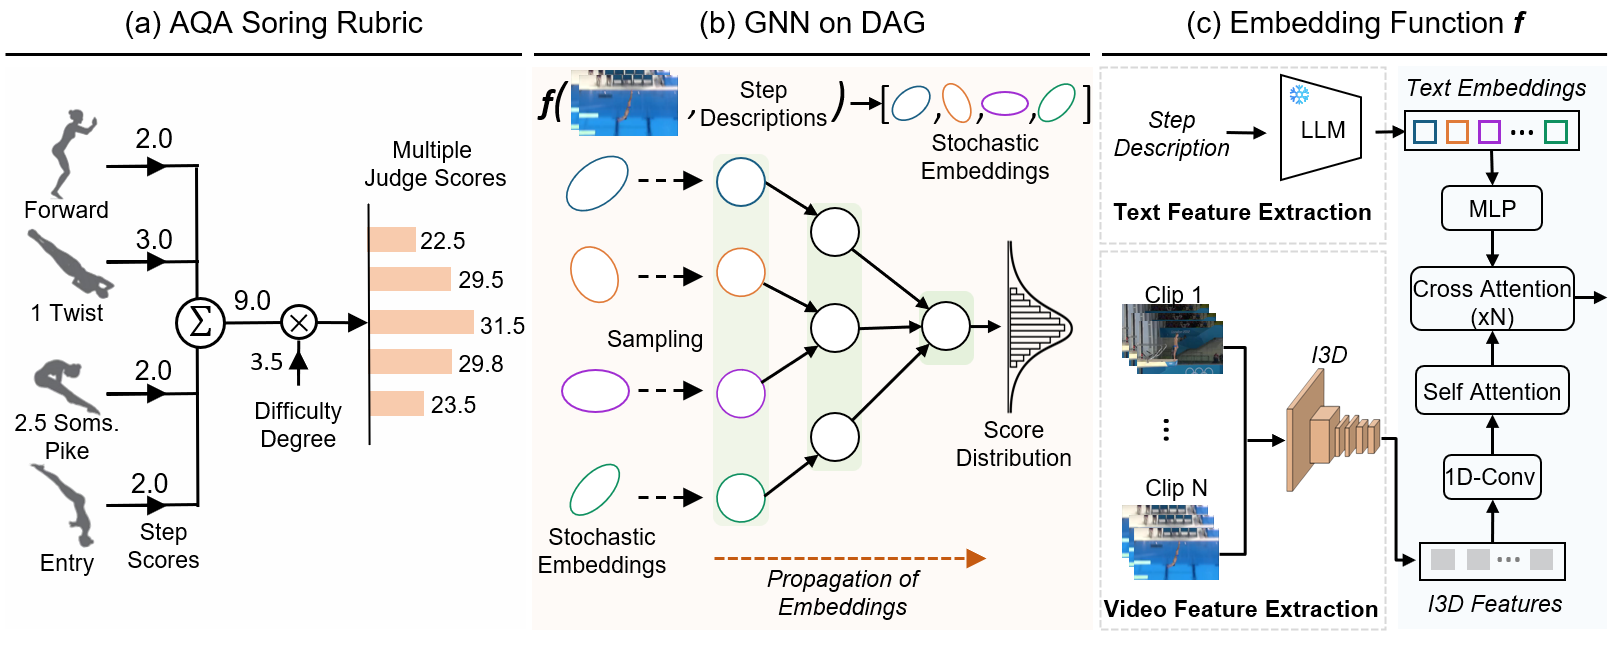 (a) AQA Soring Rubric
2.0
Forward
3.0
1 Twist
2.0
2.5 Soms.
Pike
2.0
Entry
Step
Scores
Σ
9.0
3.5
Difficulty
Degree
Multiple
Judge Scores
22.5
29.5
31.5
29.8
23.5
(b) GNN on DAG
f( , Step Descriptions ) [ , , , ]
Stochastic
Embeddings
Sampling
Stochastic
Embeddings
Score
Distribution
Propagation of
Embeddings
(c) Embedding Function f
Step
Description
LLM
Text Feature Extraction
Clip 1
⋮
Clip N
I3D
Video Feature Extraction
Text Embeddings
···
MLP
Cross Attention
(xN)
Self Attention
1D-Conv
···
I3D Features